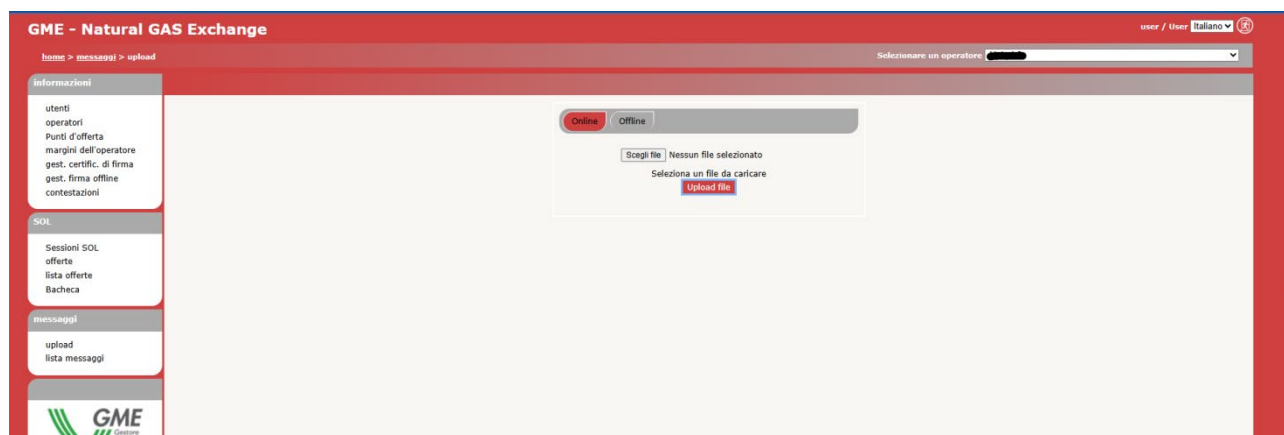 GME - Natural GAS Exchange
user / User Italiano
home > messaggi > upload
Selezionare un operatore
informazioni
utenti
operatori
Punti d'offerta
margini dell'operatore
gest. certific. di firma
gest. firma offline
contestazioni
Online
Offline
Scegli file Nessun file selezionato
Seleziona un file da caricare
Upload file
SOL
Sessioni SOL
offerte
lista offerte
Bacheca
messaggi
upload
lista messaggi
GME
Gestore